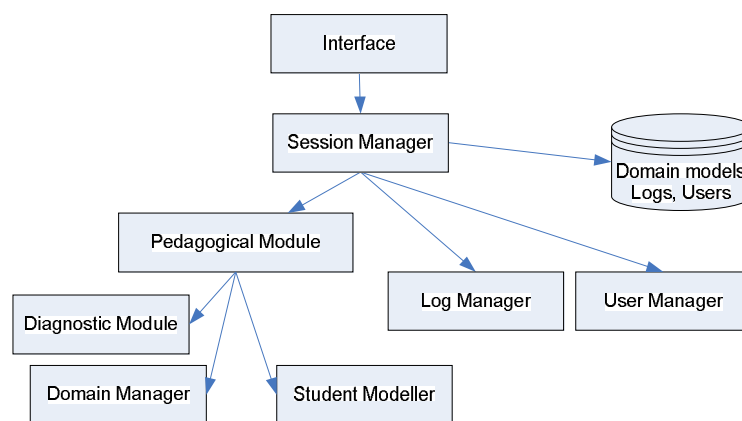 Interface
Session Manager
Domain models
Logs, Users
Pedagogical Module
Log Manager
User Manager
Diagnostic Module
Domain Manager
Student Modeller